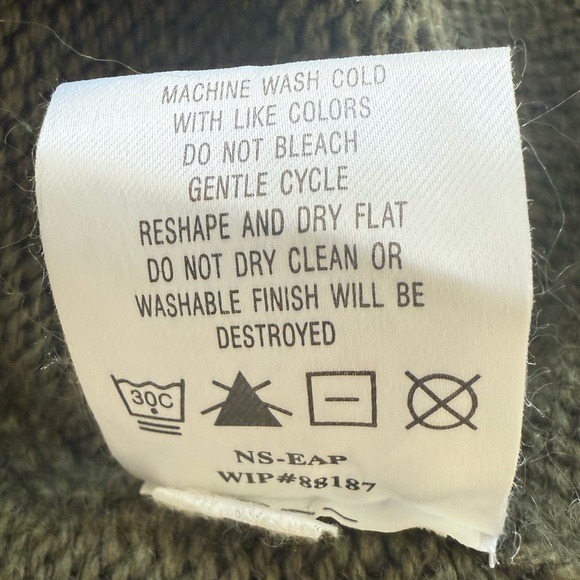 MACHINE WASH COLD
WITH LIKE COLORS
DO NOT BLEACH
GENTLE CYCLE
RESHAPE AND DRY FLAT
DO NOT DRY CLEAN OR
WASHABLE FINISH WILL BE
DESTROYED
30C
NS-EAP
WIP#88187